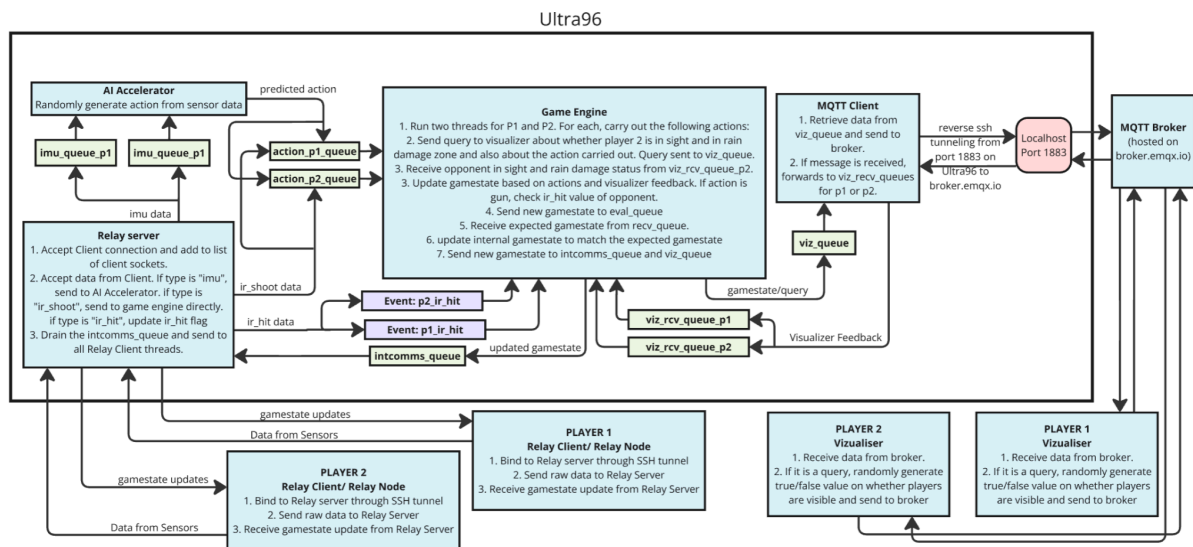 Ultra96
AI Accelerator
Randomly generate action from sensor data
predicted action
imu_queue_p1
imu_queue_p1
imu data
action_p1_queue
action_p2_queue
Game Engine
1. Run two threads for P1 and P2. For each, carry out the following actions:
2. Send query to visualizer about whether player 2 is in sight and in rain
damage zone and also about the action carried out. Query sent to viz_queue.
3. Receive opponent in sight and rain damage status from viz_rcv_queue_p2.
3. Update gamestate based on actions and visualizer feedback. If action is
gun, check ir_hit value of opponent.
4. Send new gamestate to eval_queue
5. Receive expected gamestate from recv_queue.
6. update internal gamestate to match the expected gamestate
7. Send new gamestate to intcomms_queue and viz_queue
MQTT Client
1. Retrieve data from
viz_queue and send to
broker.
2. If message is received,
forwards to viz_recv_queues
for p1 or p2.
reverse ssh
tunneling from
port 1883 on
Ultra96 to
broker.emqx.io
Localhost
Port 1883
MQTT Broker
(hosted on
broker.emqx.io)
Relay server
1. Accept Client connection and add to list
of client sockets.
2. Accept data from Client. If type is "imu",
send to AI Accelerator. if type is
"ir_shoot", send to game engine directly.
if type is "ir_hit", update ir_hit flag
3. Drain the intcomms_queue and send to
all Relay Client threads.
ir_shoot data
ir_hit data
Event: p2_ir_hit
Event: p1_ir_hit
intcomms_queue
updated gamestate
gamestate/query
viz_queue
viz_rcv_queue_p1
viz_rcv_queue_p2
Visualizer Feedback
gamestate updates
Data from Sensors
PLAYER 1
Relay Client/ Relay Node
1. Bind to Relay server through SSH tunnel
2. Send raw data to Relay Server
3. Receive gamestate update from Relay Server
gamestate updates
Data from Sensors
PLAYER 2
Relay Client/ Relay Node
1. Bind to Relay server through SSH tunnel
2. Send raw data to Relay Server
3. Receive gamestate update from Relay Server
PLAYER 2
Vizualiser
1. Receive data from broker.
2. If it is a query, randomly generate
true/false value on whether players
are visible and send to broker
PLAYER 1
Vizualiser
1. Receive data from broker.
2. If it is a query, randomly generate
true/false value on whether players
are visible and send to broker